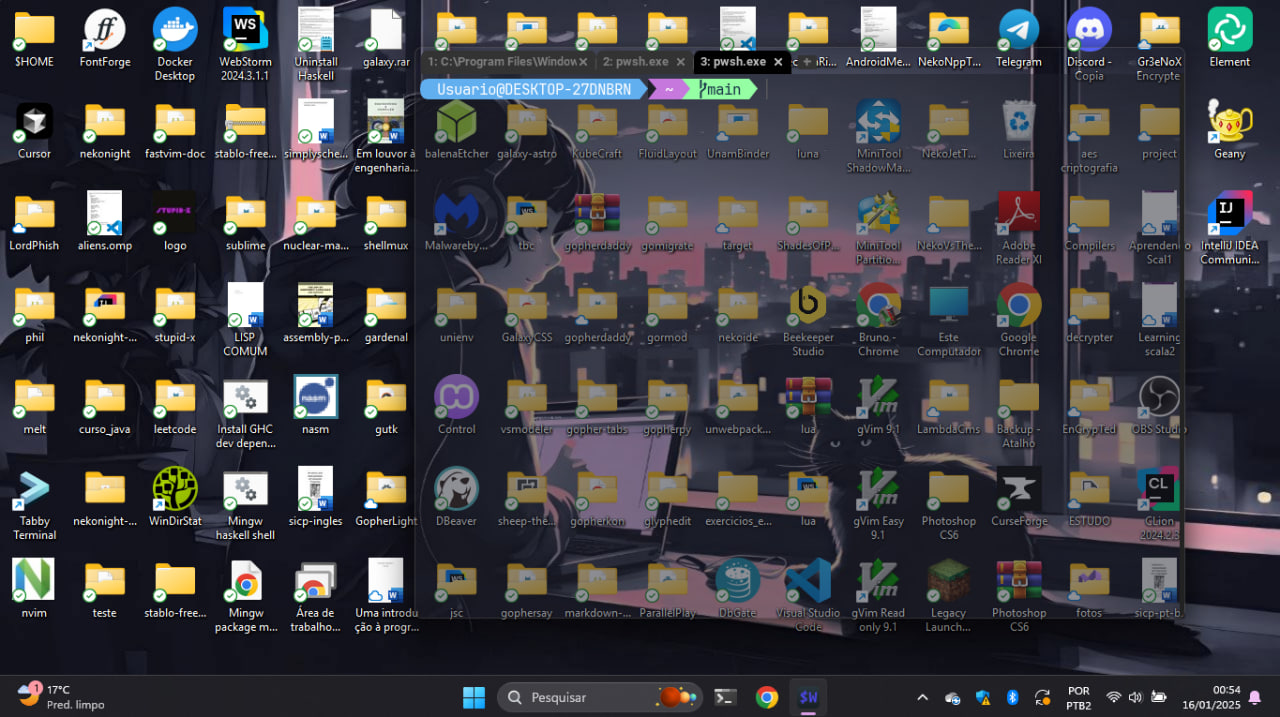 $HOME
FontForge
Docker
Desktop
WebStorm
2024.3.1.1
Uninstall
Haskell
galaxy.rar
AndroidMe...
NekoNppT...
Telegram
Discord -
Cópia
Gr3eNoX
Encrypte
Element
1: C:\Program Files\Window
2: pwsh.exe
3: pwsh.exe
Usuario@DESKTOP-27DNBRN
~
main
Cursor
nekonight
fastvim-doc
stablo-free...
simplysche...
Em louvor à
engenharia...
balenaEtcher
galaxy-astro
KubeCraft
FluidLayout
UnamBinder
luna
MiniTool
ShadowMa...
NekoJetT...
Lixeira
aes
criptografia
project
Geany
LordPhish
aliens.omp
logo
sublime
nuclear-ma...
shellmux
Malwareby...
tbc
gopherdaddy
gomigrate
target
ShadesOfP...
MiniTool
Partitio...
NekoVsThe...
Adobe
Reader XI
Compilers
Aprendendo
Scal1
IntelliJ IDEA
Communi...
phil
nekonight-...
stupid-x
LISP
COMUM
assembly-p...
gardenal
unienv
GalaxyCSS
gopherdaddy
gormod
nekoide
Beekeeper
Studio
Bruno -
Chrome
Este
Computador
Google
Chrome
decrypter
Learning
scala2
melt
curso_java
leetcode
Install GHC
dev depen...
nasm
gutk
Control
vsmodeler
gopher-tabs
gopherpy
unwebpack...
lua
gVim 9.1
LambdaCms
Backup -
Atalho
EnCrypTed
OBS Studio
Tabby
Terminal
nekonight-...
WinDirStat
Mingw
haskell shell
sicp-ingles
GopherLight
DBeaver
sheep-the...
gopherkon
glyphedit
exercicios_e...
lua
gVim Easy
9.1
Photoshop
CS6
CurseForge
ESTUDO
CLion
2024.2.3
nvim
teste
stablo-free...
Mingw
package m...
Área de
trabalho...
Uma introdu
ção à progr...
jsc
gophersay
markdown-...
ParallelPlay
DbGate
Visual Studio
Code
gVim Read
only 9.1
Legacy
Launch...
Photoshop
CS6
fotos
sicp-pt-b...
1
17°C
Pred. limpo
Pesquisar
$W
POR
PTB2
00:54
16/01/2025